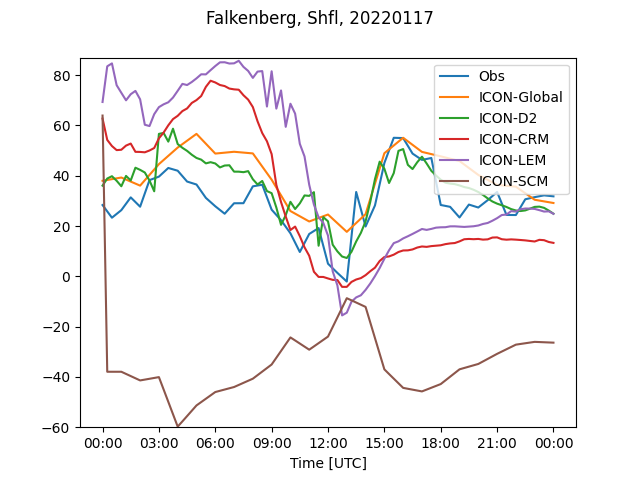 Falkenberg, Shfl, 20220117
Obs
ICON-Global
ICON-D2
ICON-CRM
ICON-LEM
ICON-SCM
80
60
40
20
0
−20
−40
−60
00:00 03:00 06:00 09:00 12:00 15:00 18:00 21:00 00:00
Time [UTC]